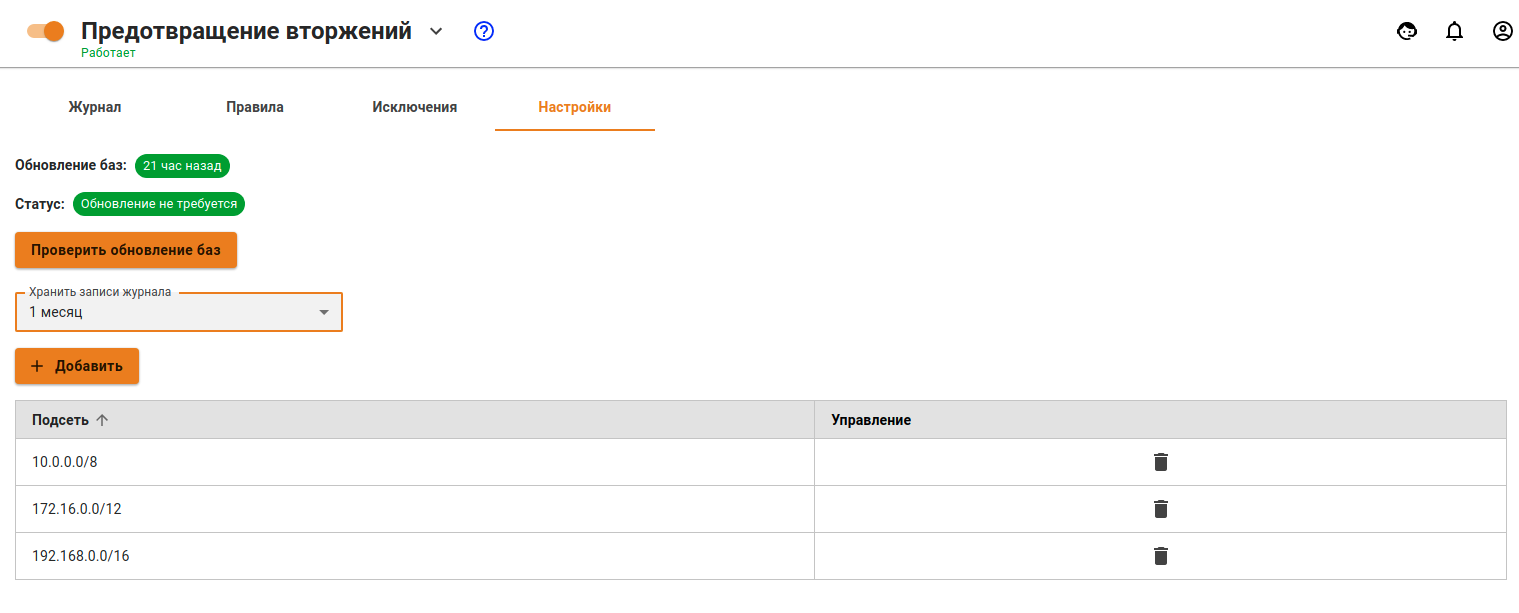 Предотвращение вторжений
Работает
Журнал Правила Исключения Настройки
Обновление баз: 21 час назад
Статус: Обновление не требуется
Проверить обновление баз
Хранить записи журнала
1 месяц
Добавить
Подсеть Управление
10.0.0.0/8
172.16.0.0/12
192.168.0.0/16